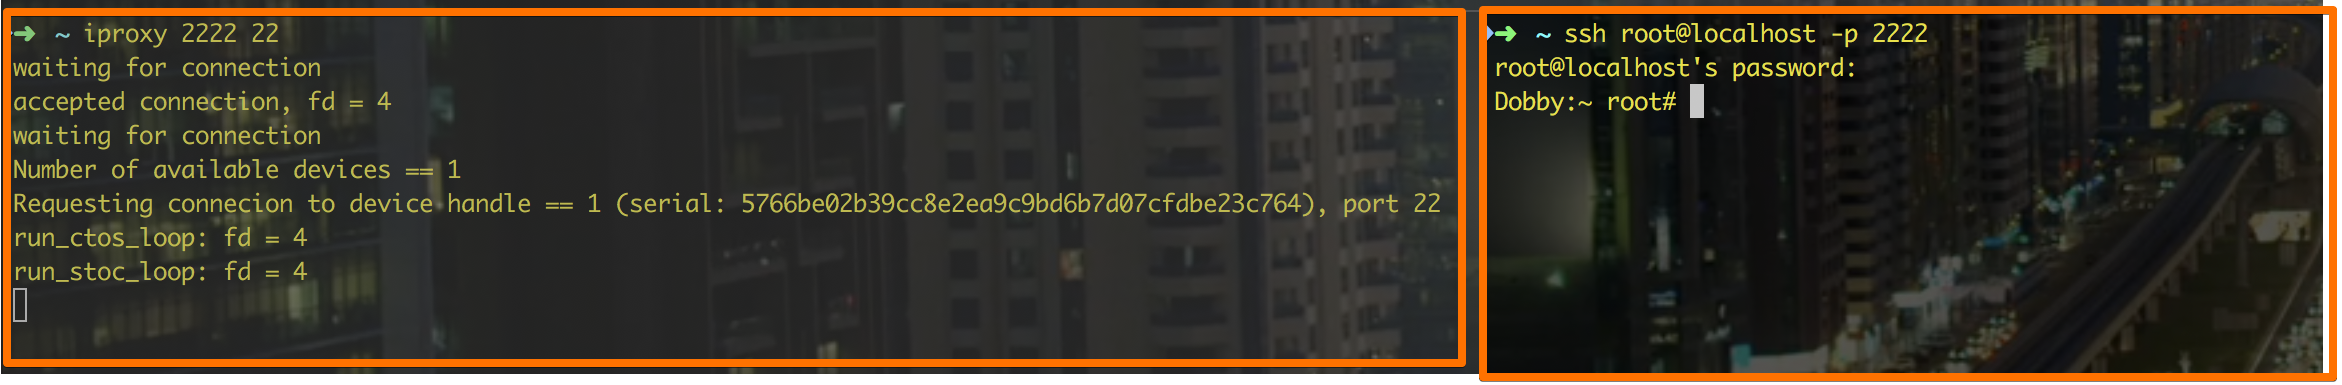 ➜ ~ iproxy 2222 22
waiting for connection
accepted connection, fd = 4
waiting for connection
Number of available devices == 1
Requesting connecion to device handle == 1 (serial: 5766be02b39cc8e2ea9c9bd6b7d07cfdbe23c764), port 22
run_ctos_loop: fd = 4
run_stoc_loop: fd = 4
➜ ~ ssh root@localhost -p 2222
root@localhost's password:
Dobby:~ root#